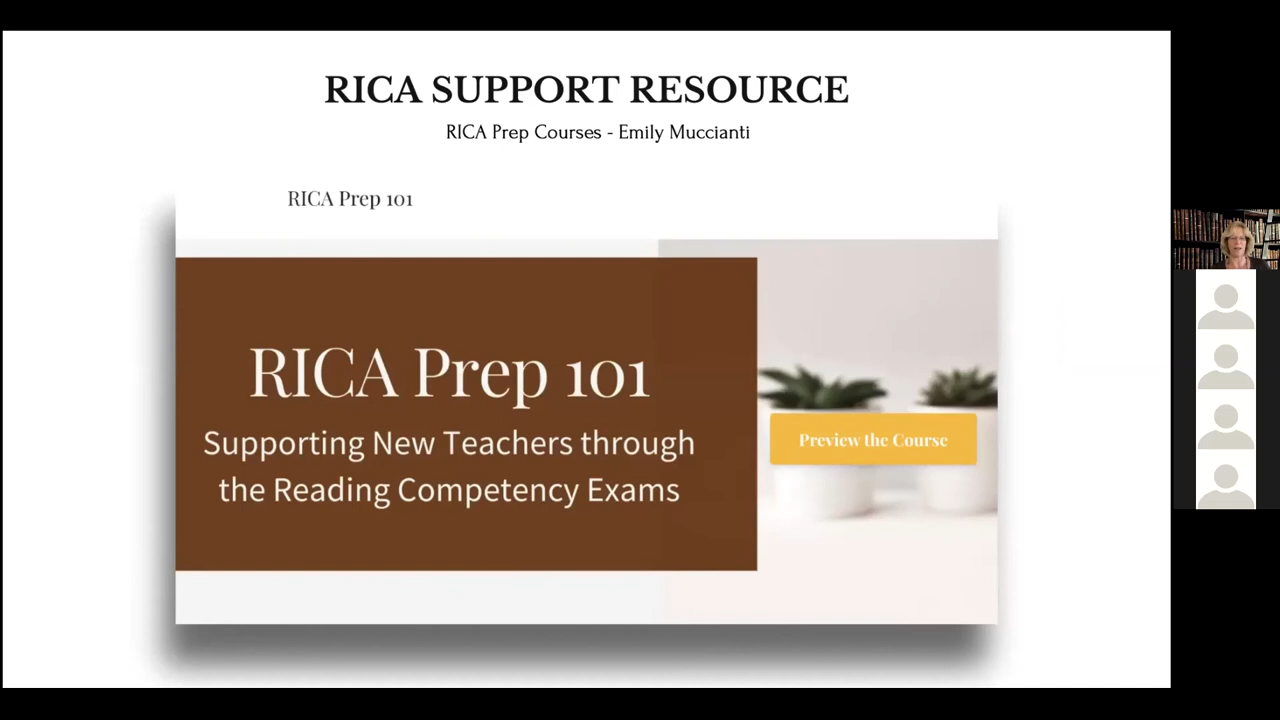 RICA SUPPORT RESOURCE
RICA Prep Courses - Emily Muccianti
RICA Prep 101
RICA Prep 101
Supporting New Teachers through
the Reading Competency Exams
Preview the Course